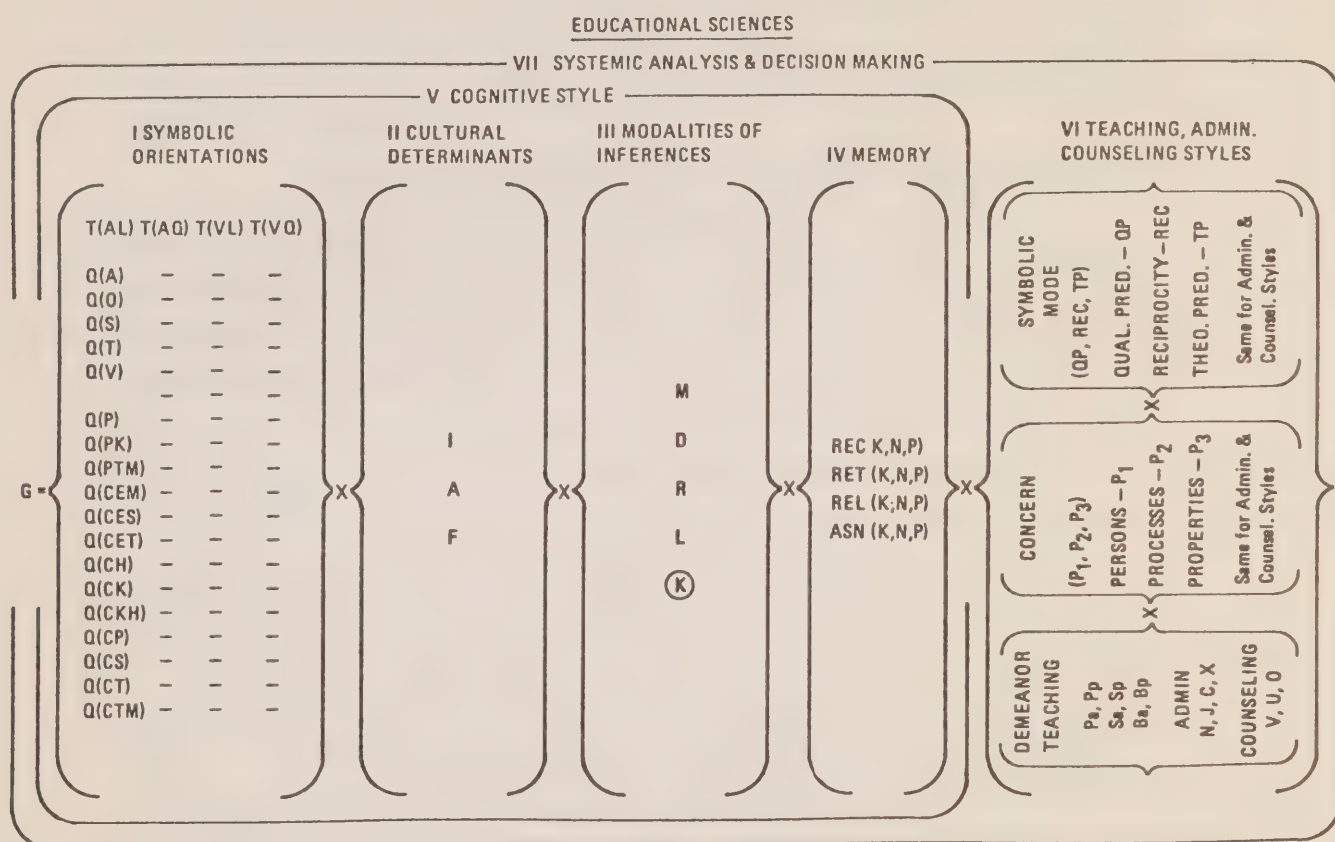 EDUCATIONAL SCIENCES
VII SYSTEMIC ANALYSIS & DECISION MAKING
V COGNITIVE STYLE
I SYMBOLIC
ORIENTATIONS
II CULTURAL
DETERMINANTS
III MODALITIES OF
INFERENCES
IV MEMORY
VI TEACHING, ADMIN.
COUNSELING STYLES
G =
T(AL) T(AQ) T(VL) T(VQ)
Q(A) – – –
Q(O) – – –
Q(S) – – –
Q(T) – – –
Q(V) – – –
– – –
Q(P) – – –
Q(PK) – – –
Q(PTM) – – –
Q(CEM) – – –
Q(CES) – – –
Q(CET) – – –
Q(CH) – – –
Q(CK) – – –
Q(CKH) – – –
Q(CP) – – –
Q(CS) – – –
Q(CT) – – –
Q(CTM) – – –
X
I
A
F
X
M
D
R
L
K
X
REC K,N,P)
RET (K,N,P)
REL (K;N,P)
ASN (K,N,P)
X
SYMBOLIC
MODE
(QP, REC, TP)
QUAL. PRED. – QP
RECIPROCITY – REC
THEO. PRED. – TP
Same for Admin. &
Counsel. Styles
X
CONCERN
(P1, P2, P3)
PERSONS – P1
PROCESSES – P2
PROPERTIES – P3
Same for Admin. &
Counsel. Styles
X
DEMEANOR
TEACHING
Pa, Pp
Sa, Sp
Ba, Bp
ADMIN
N, J, C, X
COUNSELING
V, U, O